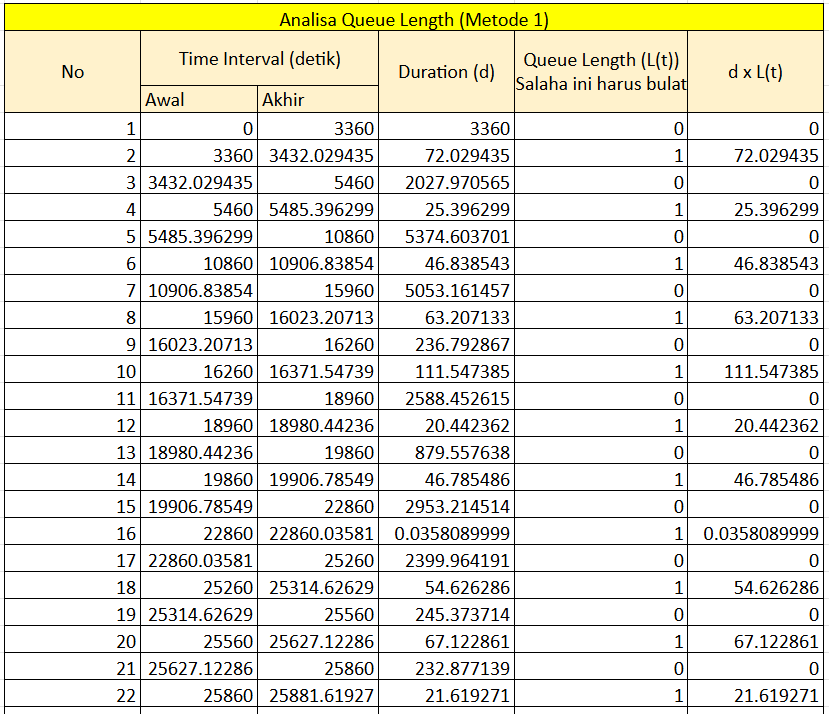 Analisa Queue Length (Metode 1)
No Time Interval (detik) Duration (d) Queue Length (L(t)) Salaha ini harus bulat d x L(t)
Awal Akhir
1 0 3360 3360 0 0
2 3360 3432.029435 72.029435 1 72.029435
3 3432.029435 5460 2027.970565 0 0
4 5460 5485.396299 25.396299 1 25.396299
5 5485.396299 10860 5374.603701 0 0
6 10860 10906.83854 46.838543 1 46.838543
7 10906.83854 15960 5053.161457 0 0
8 15960 16023.20713 63.207133 1 63.207133
9 16023.20713 16260 236.792867 0 0
10 16260 16371.54739 111.547385 1 111.547385
11 16371.54739 18960 2588.452615 0 0
12 18960 18980.44236 20.442362 1 20.442362
13 18980.44236 19860 879.557638 0 0
14 19860 19906.78549 46.785486 1 46.785486
15 19906.78549 22860 2953.214514 0 0
16 22860 22860.03581 0.0358089999 1 0.0358089999
17 22860.03581 25260 2399.964191 0 0
18 25260 25314.62629 54.626286 1 54.626286
19 25314.62629 25560 245.373714 0 0
20 25560 25627.12286 67.122861 1 67.122861
21 25627.12286 25860 232.877139 0 0
22 25860 25881.61927 21.619271 1 21.619271